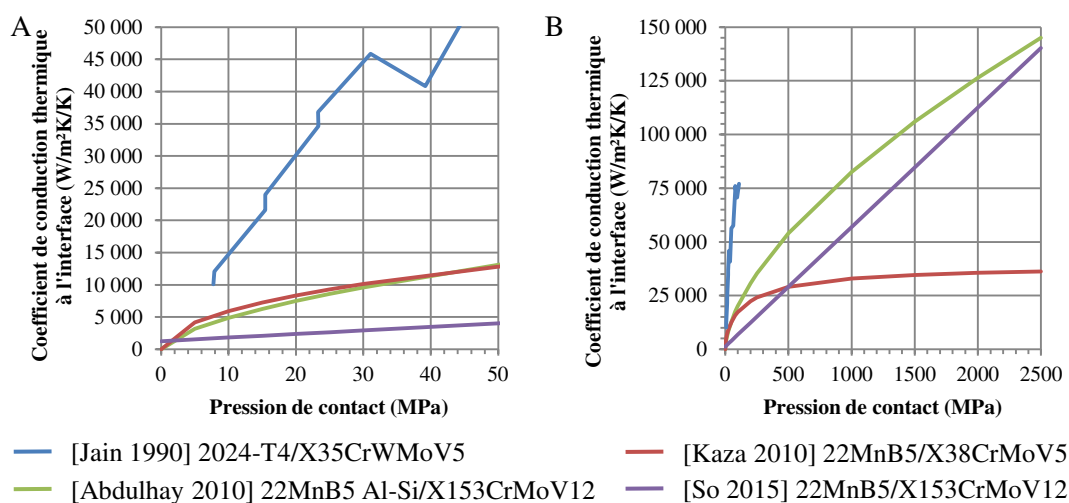 A
Coefficient de conduction thermique
à l'interface (W/m²K/K)
50 000
45 000
40 000
35 000
30 000
25 000
20 000
15 000
10 000
5 000
0
0 10 20 30 40 50
Pression de contact (MPa)
B
Coefficient de conduction thermique
à l'interface (W/m²K/K)
150 000
125 000
100 000
75 000
50 000
25 000
0
0 500 1000 1500 2000 2500
Pression de contact (MPa)
[Jain 1990] 2024-T4/X35CrWMoV5
[Kaza 2010] 22MnB5/X38CrMoV5
[Abdulhay 2010] 22MnB5 Al-Si/X153CrMoV12
[So 2015] 22MnB5/X153CrMoV12